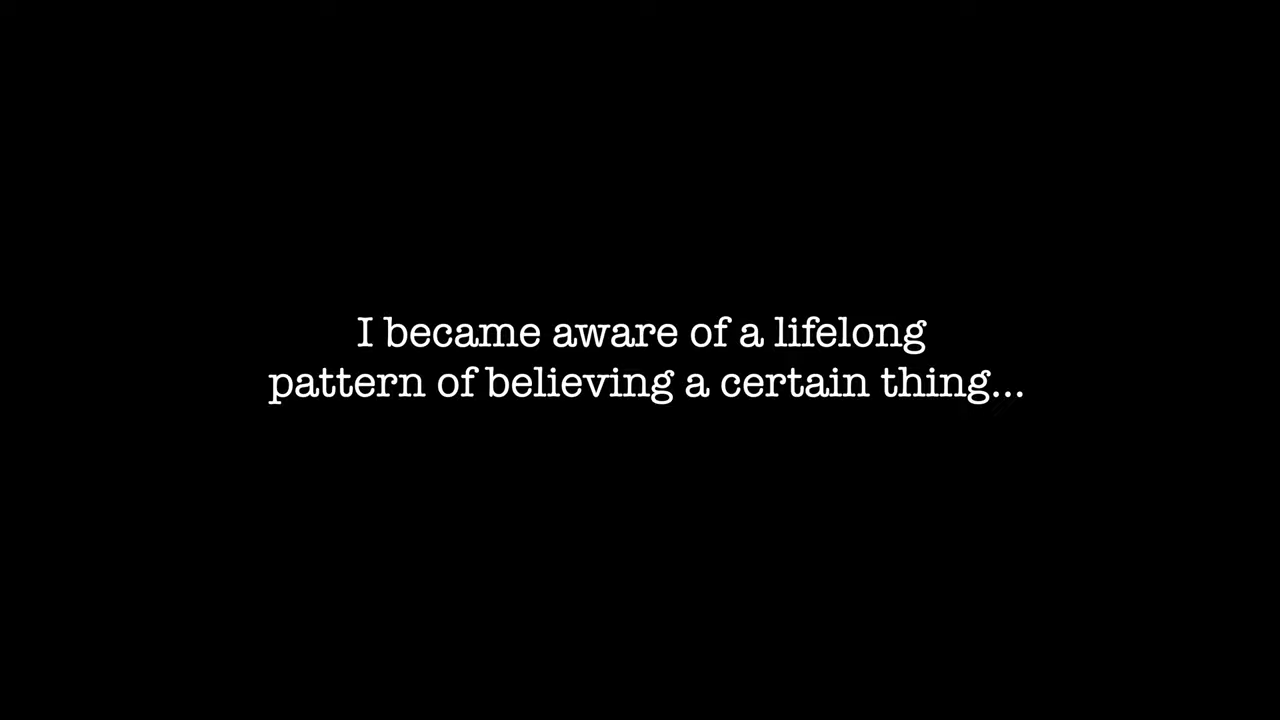 I became aware of a lifelong
pattern of believing a certain thing...